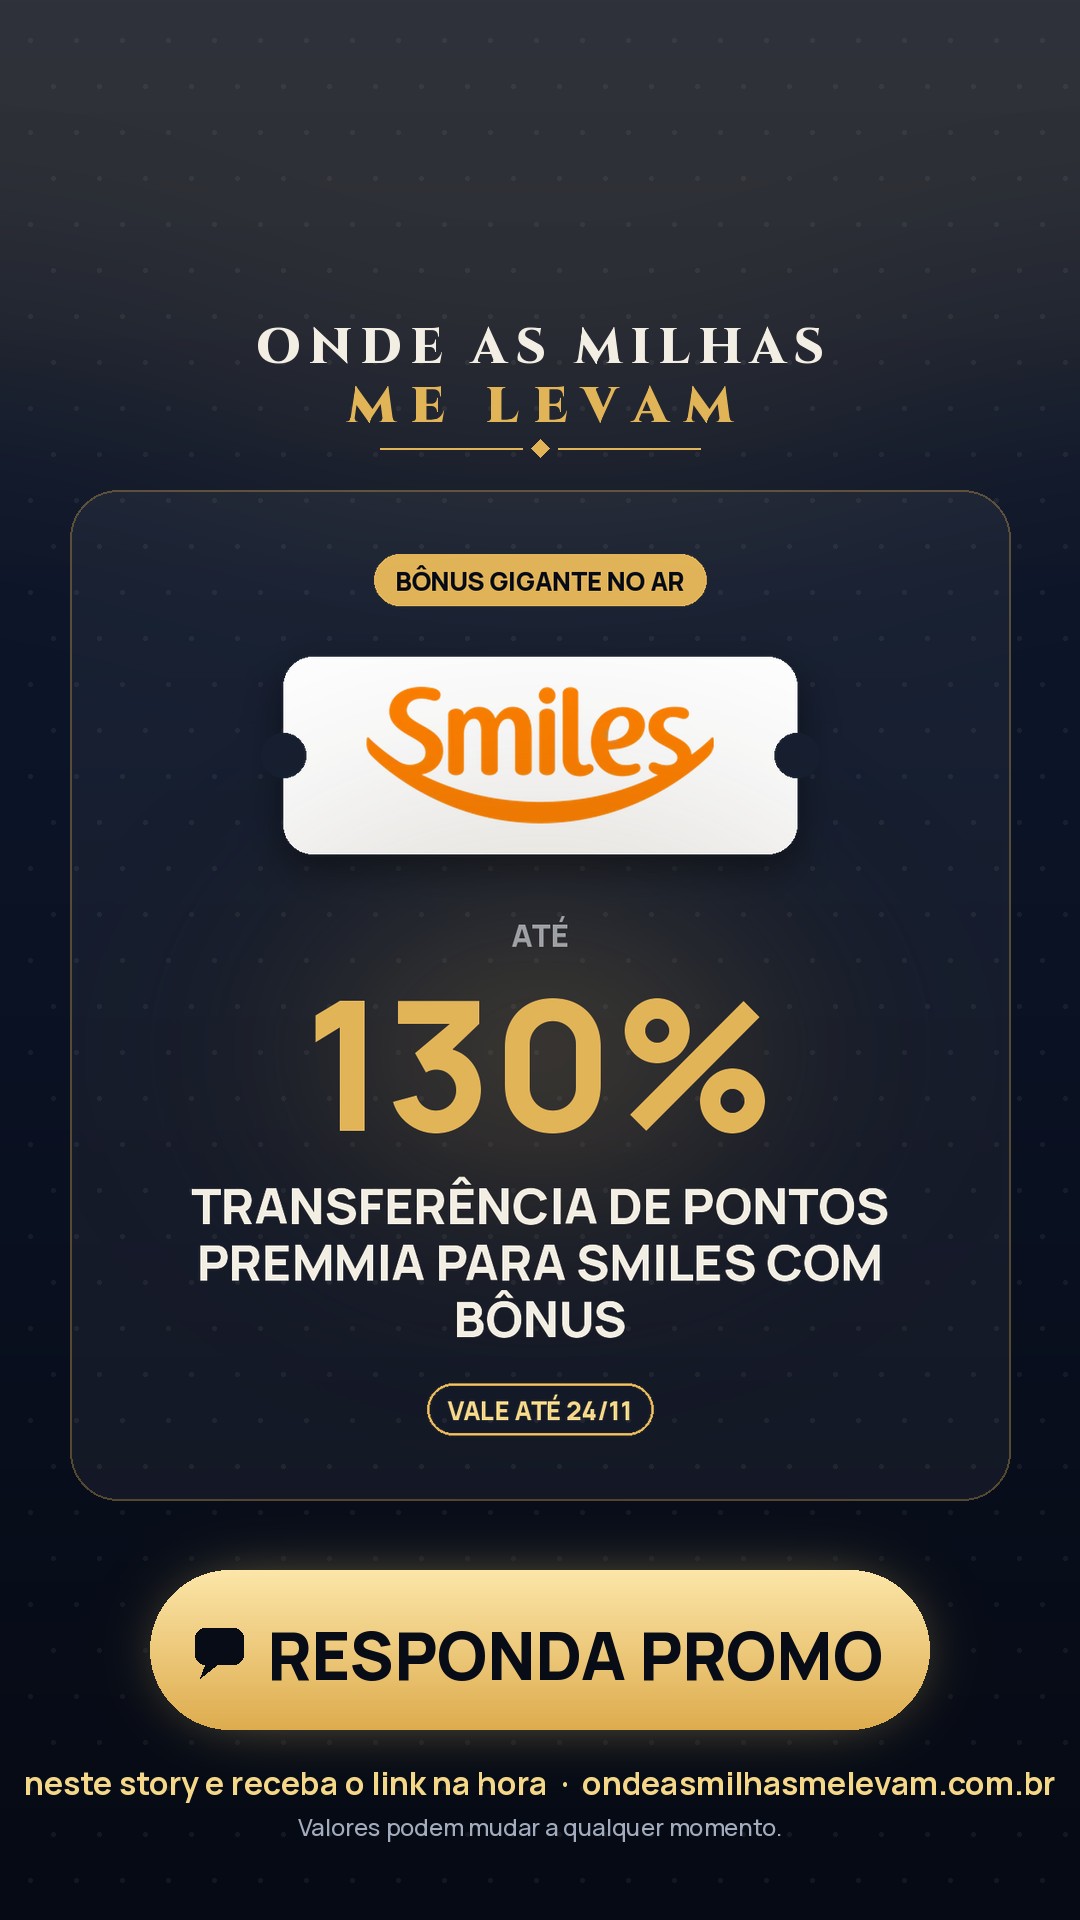 ONDE AS MILHAS
ME LEVAM
BÔNUS GIGANTE NO AR
Smiles
ATÉ
130%
TRANSFERÊNCIA DE PONTOS
PREMMIA PARA SMILES COM
BÔNUS
VALE ATÉ 24/11
RESPONDA PROMO
neste story e receba o link na hora · ondeasmilhasmelevam.com.br
Valores podem mudar a qualquer momento.